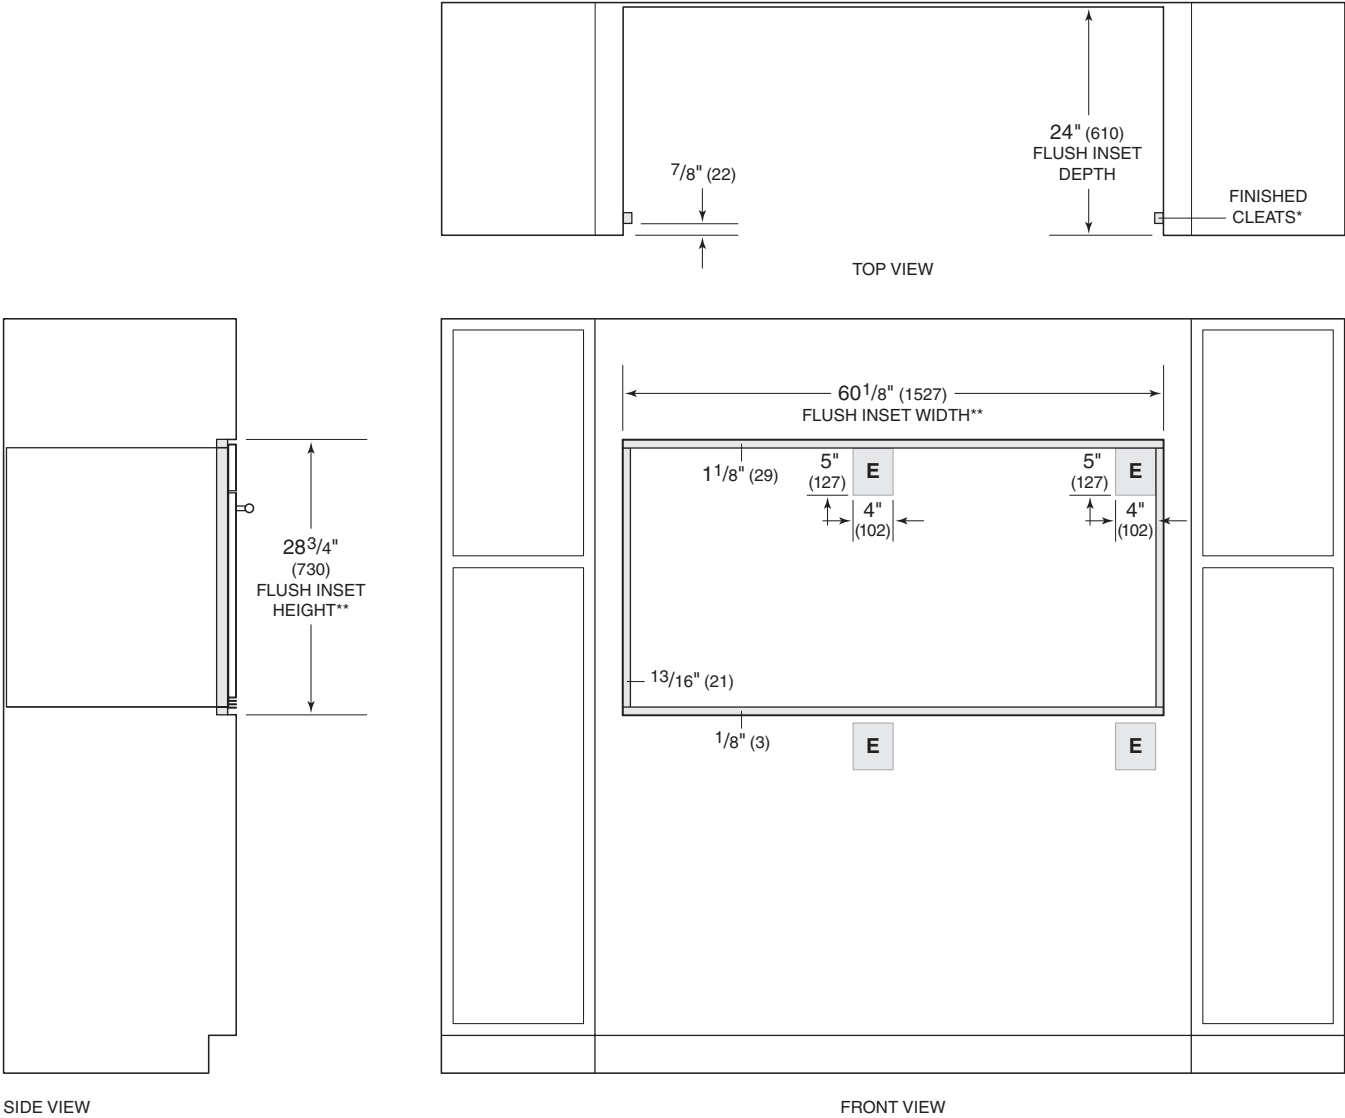 24" (610)
FLUSH INSET
DEPTH
7/8" (22)
FINISHED
CLEATS*
TOP VIEW
60 1/8" (1527)
FLUSH INSET WIDTH**
1 1/8" (29)
5"
(127)
E
4"
(102)
5"
(127)
E
4"
(102)
28 3/4"
(730)
FLUSH INSET
HEIGHT**
13/16" (21)
1/8" (3)
E
E
SIDE VIEW
FRONT VIEW